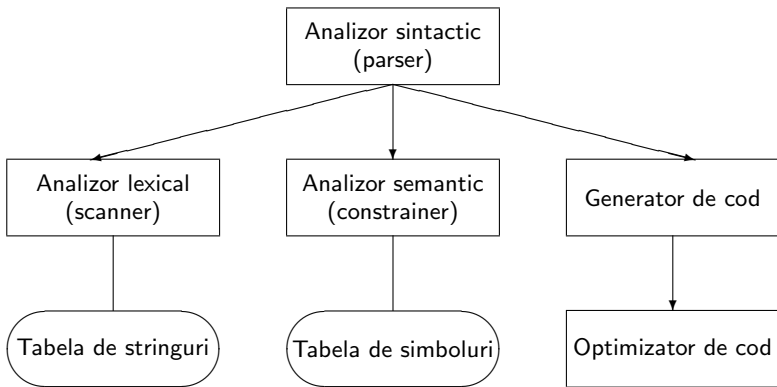 Analizor sintactic
(parser)
Analizor lexical
(scanner)
Analizor semantic
(constrainer)
Generator de cod
Tabela de stringuri
Tabela de simboluri
Optimizator de cod